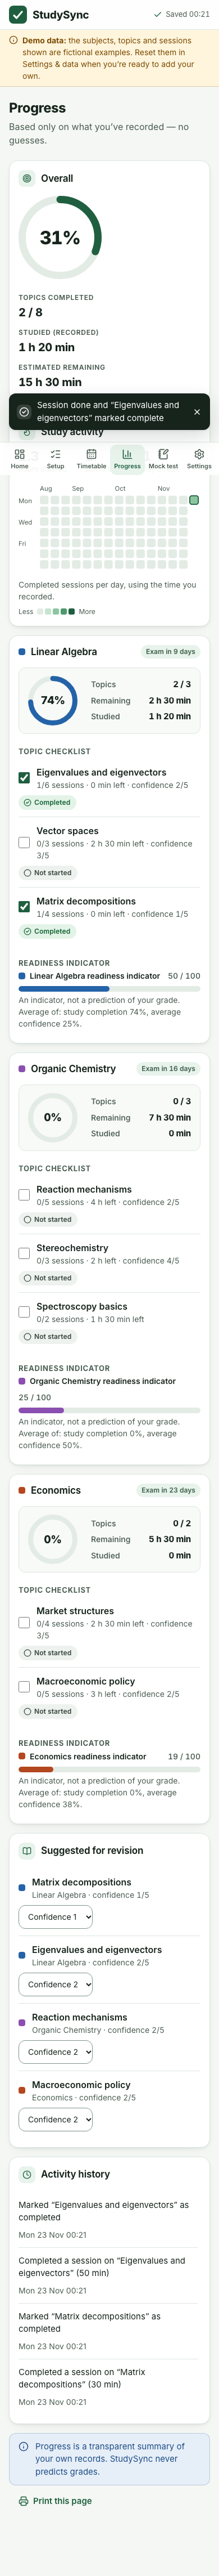 StudySync
Saved 00:21
Demo data: the subjects, topics and sessions
shown are fictional examples. Reset them in
Settings & data when you're ready to add your
own.
Progress
Based only on what you've recorded — no
guesses.
Overall
31%
TOPICS COMPLETED
2 / 8
STUDIED (RECORDED)
1 h 20 min
ESTIMATED REMAINING
15 h 30 min
Session done and “Eigenvalues and
eigenvectors” marked complete
Study activity
Home
Setup
Timetable
Progress
Mock test
Settings
Aug
Sep
Oct
Nov
Mon
Wed
Fri
Completed sessions per day, using the time you
recorded.
Less
More
Linear Algebra
Exam in 9 days
74%
Topics 2 / 3
Remaining 2 h 30 min
Studied 1 h 20 min
TOPIC CHECKLIST
Eigenvalues and eigenvectors
1/6 sessions · 0 min left · confidence 2/5
Completed
Vector spaces
0/3 sessions · 2 h 30 min left · confidence
3/5
Not started
Matrix decompositions
1/4 sessions · 0 min left · confidence 1/5
Completed
READINESS INDICATOR
Linear Algebra readiness indicator 50 / 100
An indicator, not a prediction of your grade.
Average of: study completion 74%, average
confidence 25%.
Organic Chemistry
Exam in 16 days
0%
Topics 0 / 3
Remaining 7 h 30 min
Studied 0 min
TOPIC CHECKLIST
Reaction mechanisms
0/5 sessions · 4 h left · confidence 2/5
Not started
Stereochemistry
0/3 sessions · 2 h left · confidence 4/5
Not started
Spectroscopy basics
0/2 sessions · 1 h 30 min left
Not started
READINESS INDICATOR
Organic Chemistry readiness indicator
25 / 100
An indicator, not a prediction of your grade.
Average of: study completion 0%, average
confidence 50%.
Economics
Exam in 23 days
0%
Topics 0 / 2
Remaining 5 h 30 min
Studied 0 min
TOPIC CHECKLIST
Market structures
0/4 sessions · 2 h 30 min left · confidence
3/5
Not started
Macroeconomic policy
0/5 sessions · 3 h left · confidence 2/5
Not started
READINESS INDICATOR
Economics readiness indicator 19 / 100
An indicator, not a prediction of your grade.
Average of: study completion 0%, average
confidence 38%.
Suggested for revision
Matrix decompositions
Linear Algebra · confidence 1/5
Confidence 1
Eigenvalues and eigenvectors
Linear Algebra · confidence 2/5
Confidence 2
Reaction mechanisms
Organic Chemistry · confidence 2/5
Confidence 2
Macroeconomic policy
Economics · confidence 2/5
Confidence 2
Activity history
Marked “Eigenvalues and eigenvectors” as
completed
Mon 23 Nov 00:21
Completed a session on “Eigenvalues and
eigenvectors” (50 min)
Mon 23 Nov 00:21
Marked “Matrix decompositions” as
completed
Mon 23 Nov 00:21
Completed a session on “Matrix
decompositions” (30 min)
Mon 23 Nov 00:21
Progress is a transparent summary of
your own records. StudySync never
predicts grades.
Print this page